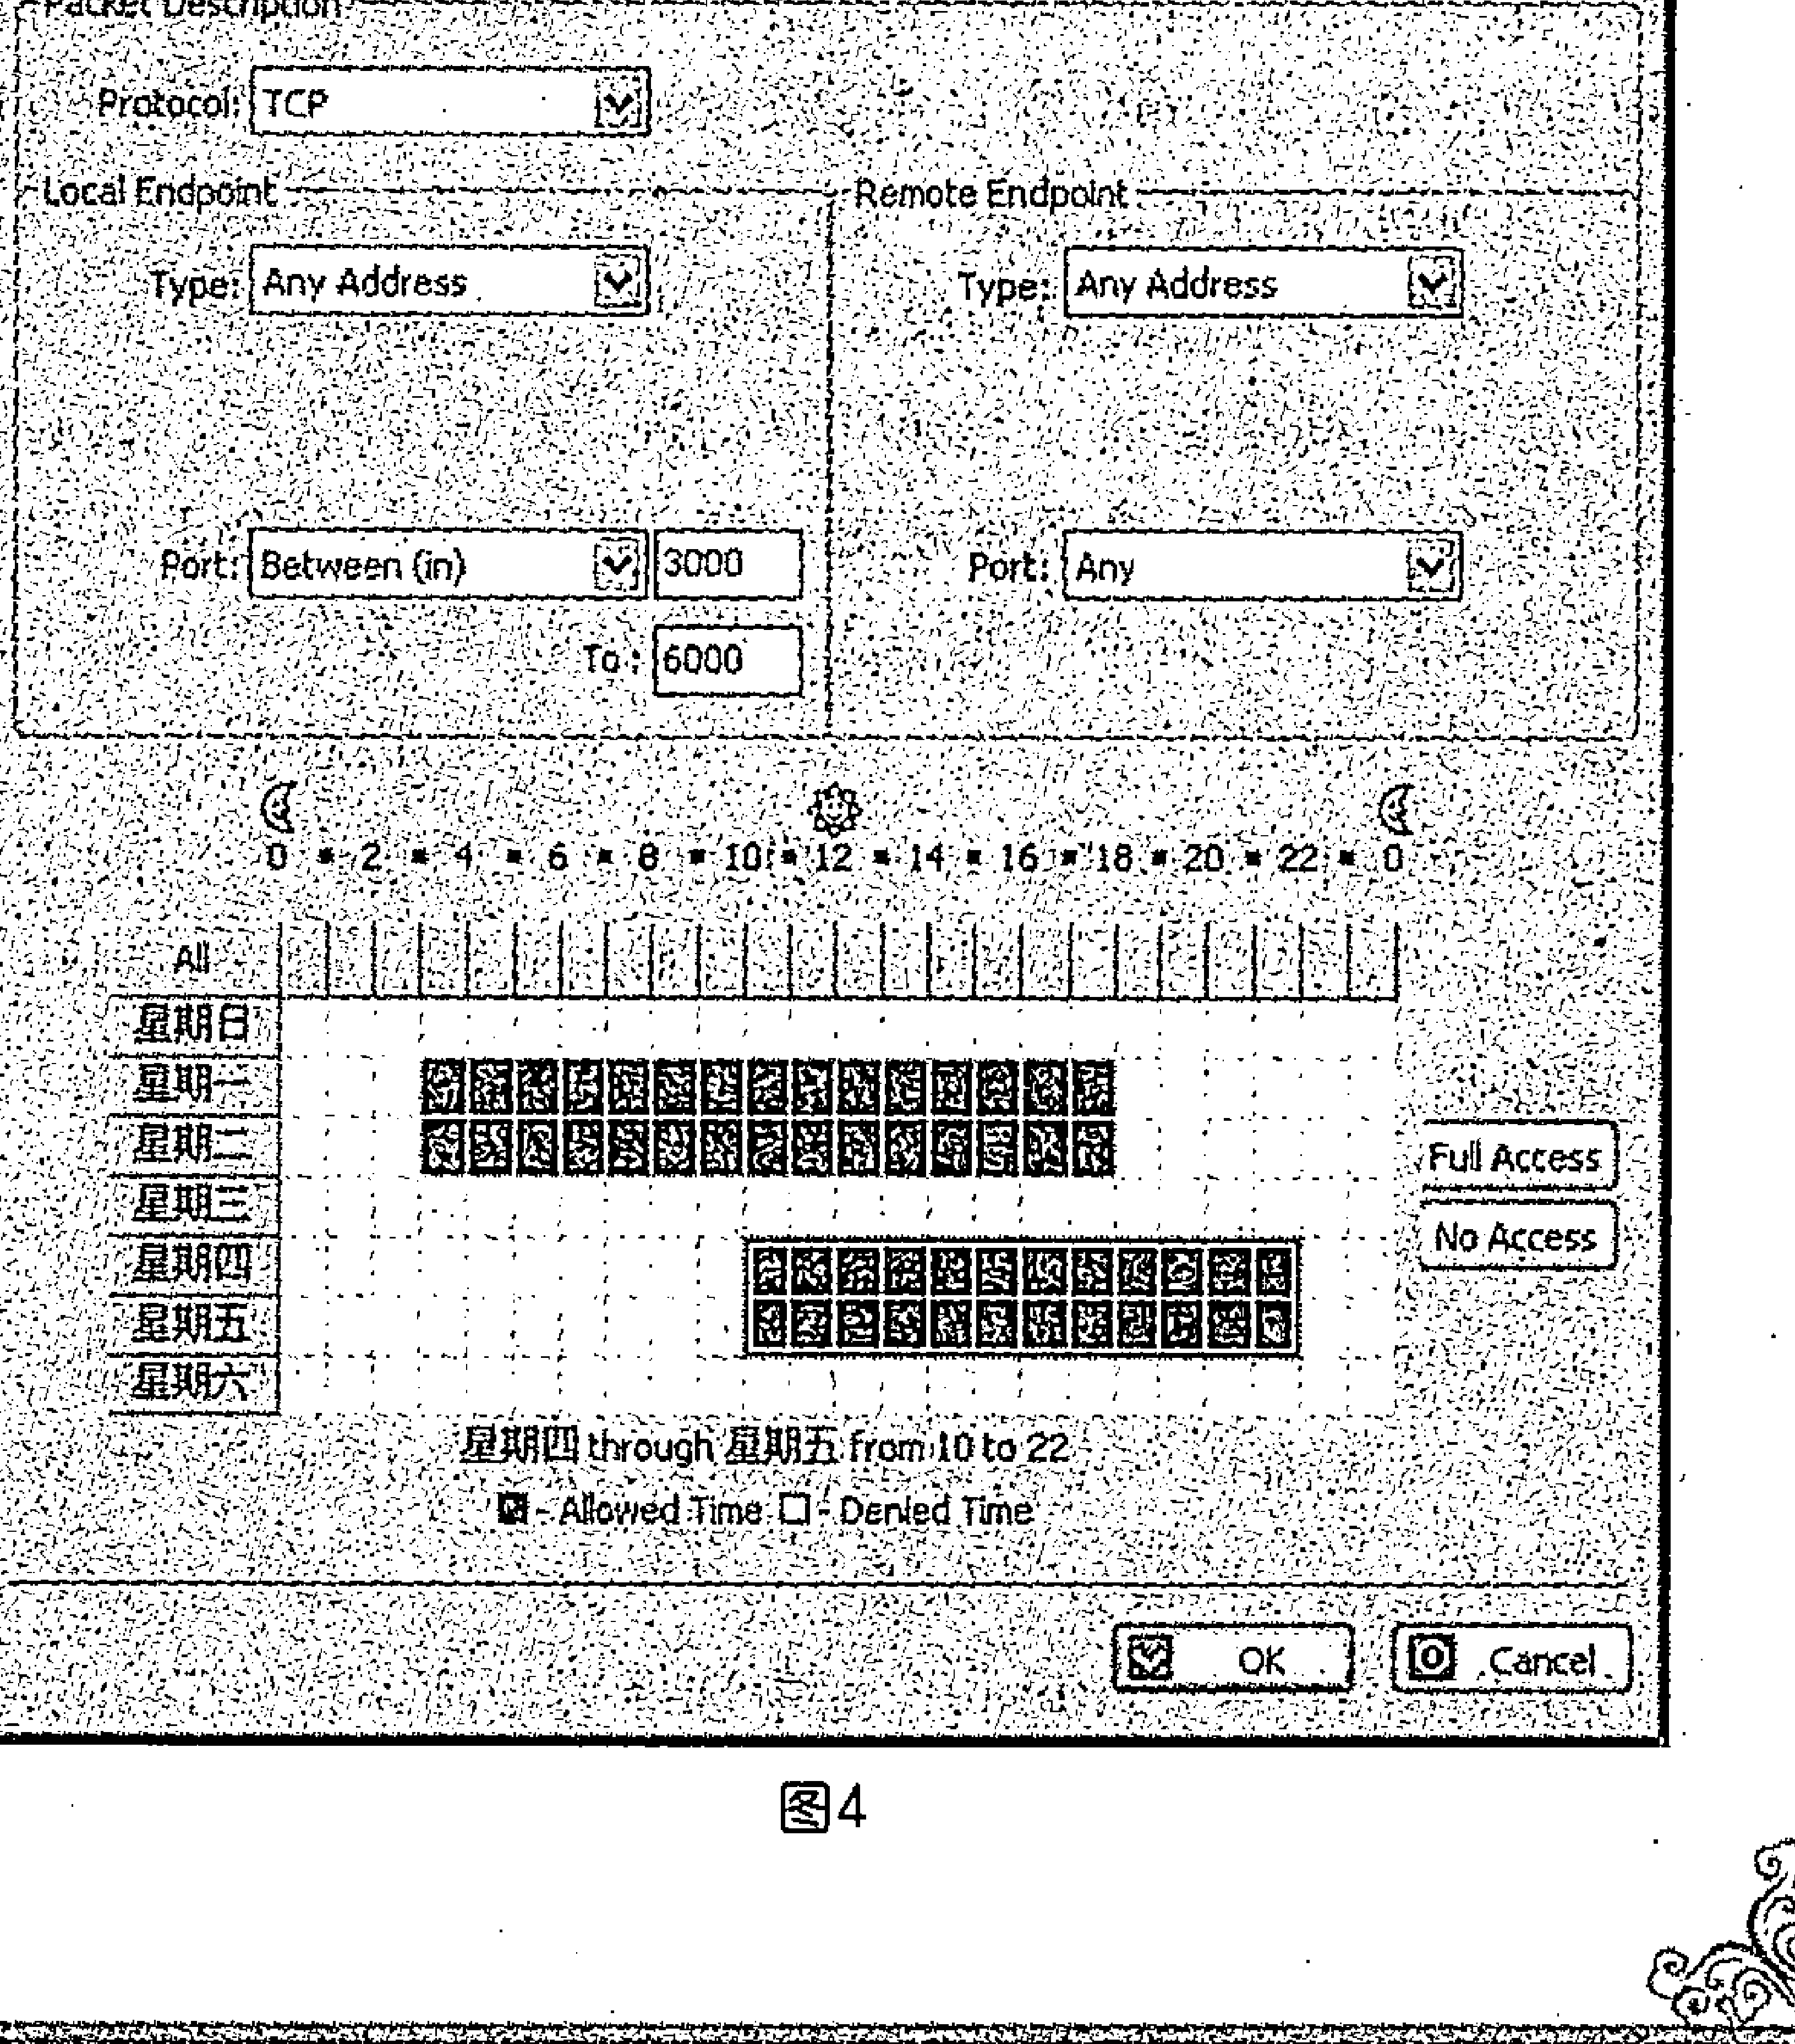 Packet Description
Protocol: TCP
Local Endpoint
Remote Endpoint
Type: Any Address
Type: Any Address
Port: Between (in) 3000
Port: Any
To: 6000
0 2 4 6 8 10 12 14 16 18 20 22 0
All
星期日
星期一
星期二
Full Access
星期三
No Access
星期四
星期五
星期六
星期四 through 星期五 from 10 to 22
- Allowed Time - Denied Time
OK Cancel
图4